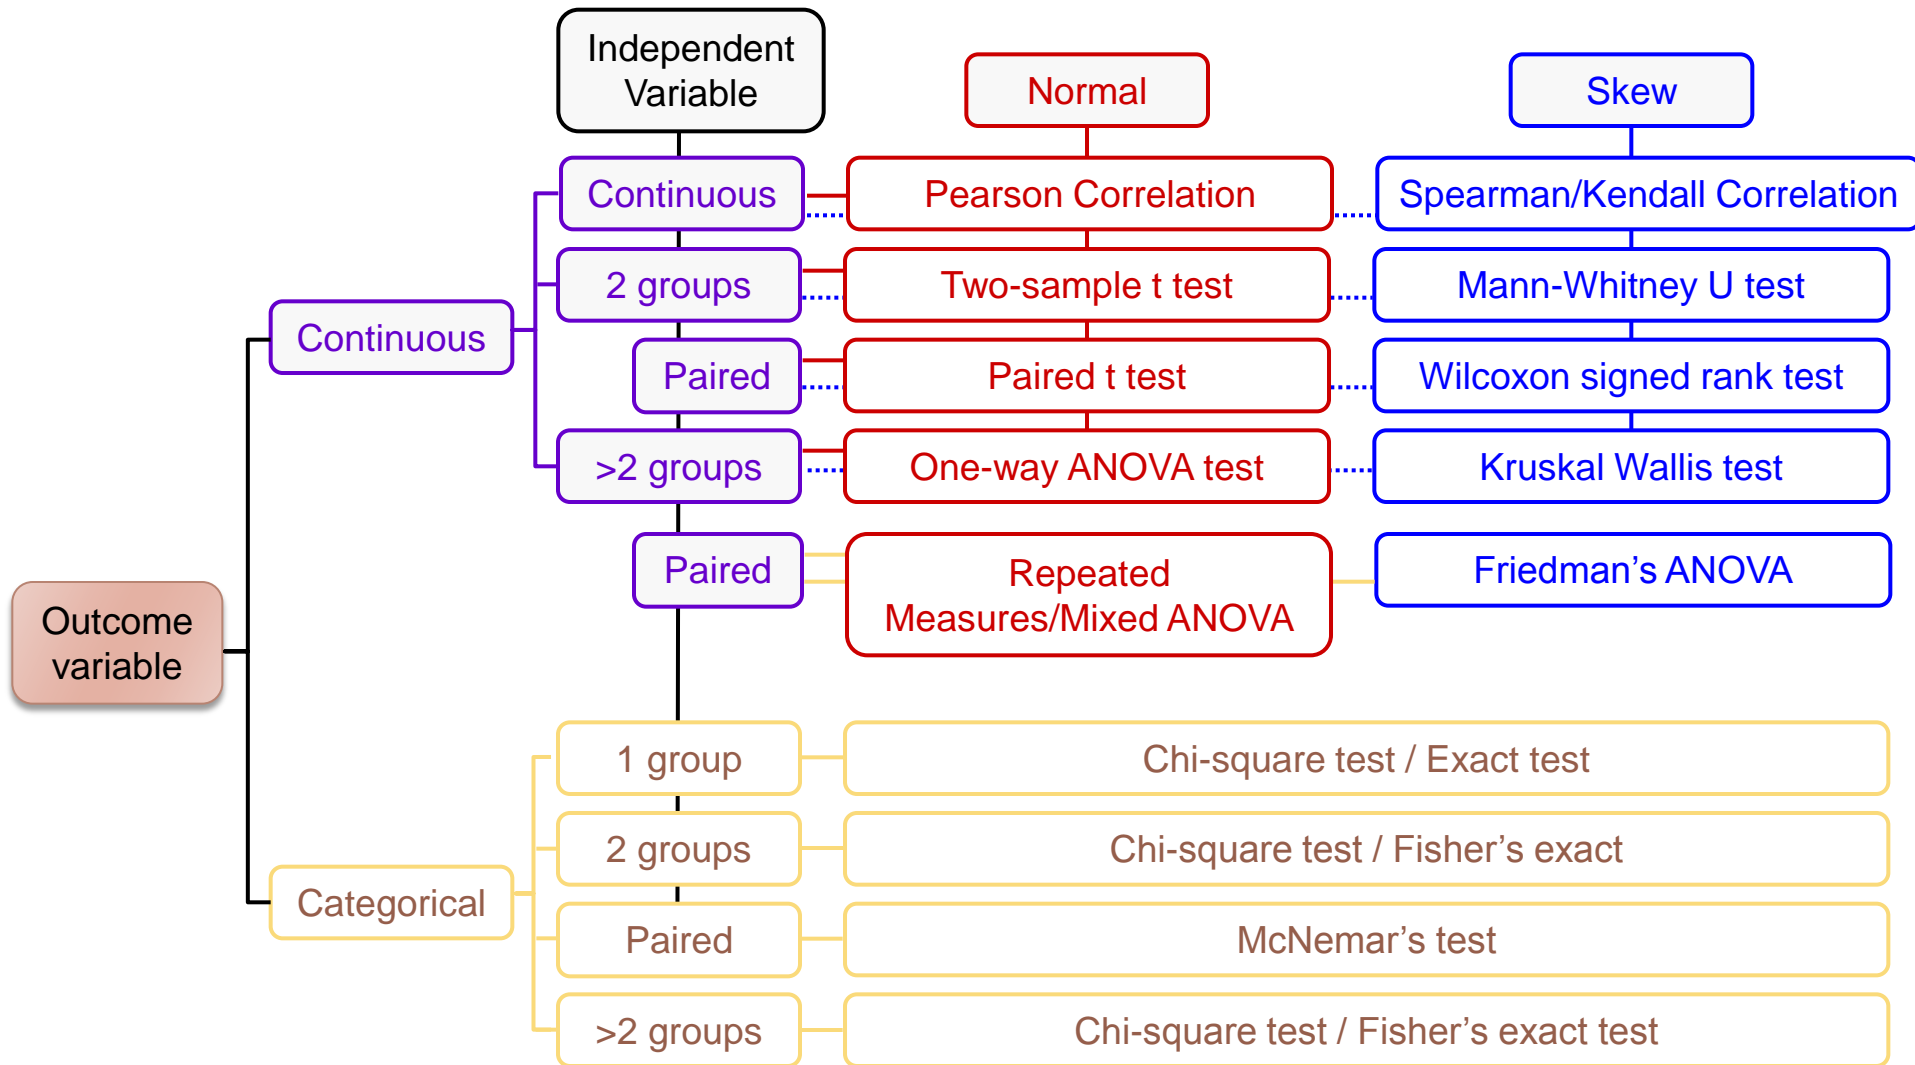 Independent
Variable
Normal
Skew
Continuous
Pearson Correlation
Spearman/Kendall Correlation
2 groups
Two-sample t test
Mann-Whitney U test
Continuous
Paired
Paired t test
Wilcoxon signed rank test
>2 groups
One-way ANOVA test
Kruskal Wallis test
Paired
Repeated
Measures/Mixed ANOVA
Friedman’s ANOVA
Outcome
variable
1 group
Chi-square test / Exact test
2 groups
Chi-square test / Fisher’s exact
Categorical
Paired
McNemar’s test
>2 groups
Chi-square test / Fisher’s exact test